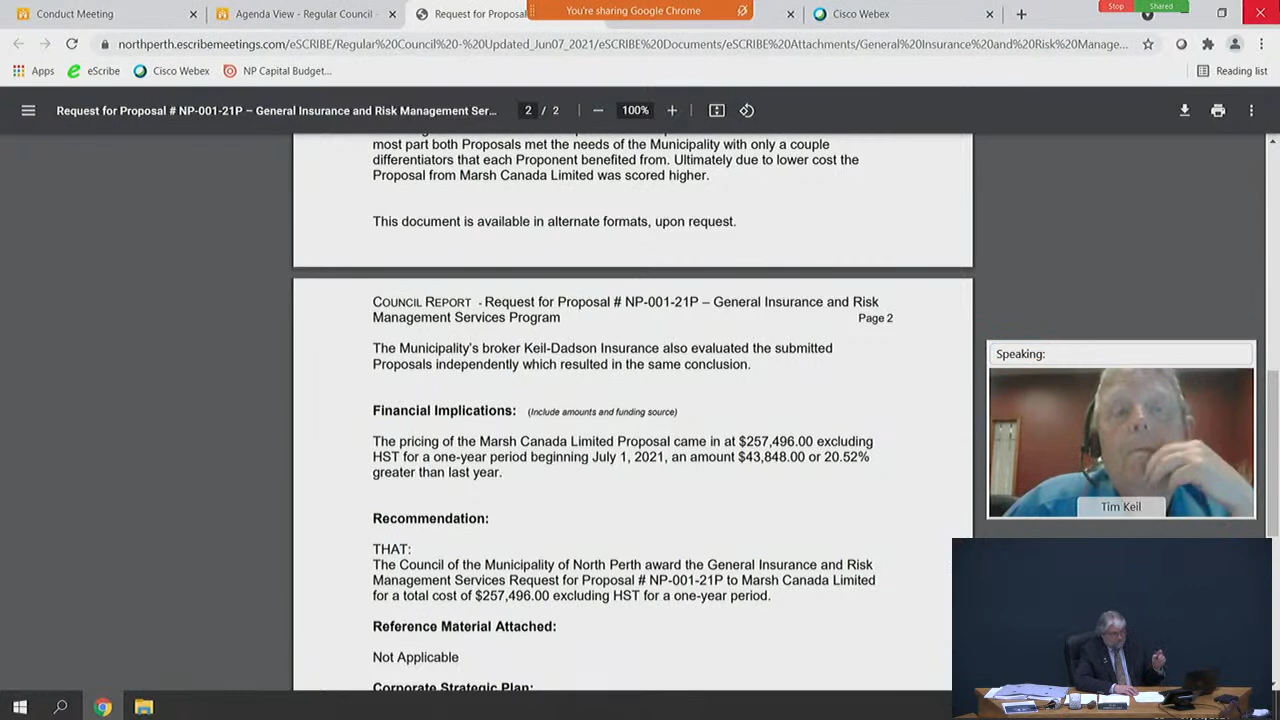 Conduct Meeting
Agenda View - Regular Council -
Request for Proposal
You're sharing Google Chrome
Cisco Webex
Stop
Shared
northperth.escribemeetings.com/eSCRIBE/Regular%20Council%20-%20Updated_Jun07_2021/eSCRIBE%20Documents/eSCRIBE%20Attachments/General%20Insurance%20and%20Risk%20Manage...
Apps
eScribe
Cisco Webex
NP Capital Budget...
Reading list
Request for Proposal # NP-001-21P – General Insurance and Risk Management Ser...
2 / 2
100%
most part both Proposals met the needs of the Municipality with only a couple
differentiators that each Proponent benefited from. Ultimately due to lower cost the
Proposal from Marsh Canada Limited was scored higher.
This document is available in alternate formats, upon request.
COUNCIL REPORT - Request for Proposal # NP-001-21P – General Insurance and Risk
Management Services Program
Page 2
The Municipality's broker Keil-Dadson Insurance also evaluated the submitted
Proposals independently which resulted in the same conclusion.
Financial Implications: (Include amounts and funding source)
The pricing of the Marsh Canada Limited Proposal came in at $257,496.00 excluding
HST for a one-year period beginning July 1, 2021, an amount $43,848.00 or 20.52%
greater than last year.
Recommendation:
THAT:
The Council of the Municipality of North Perth award the General Insurance and Risk
Management Services Request for Proposal # NP-001-21P to Marsh Canada Limited
for a total cost of $257,496.00 excluding HST for a one-year period.
Reference Material Attached:
Not Applicable
Corporate Strategic Plan:
Speaking:
Tim Keil